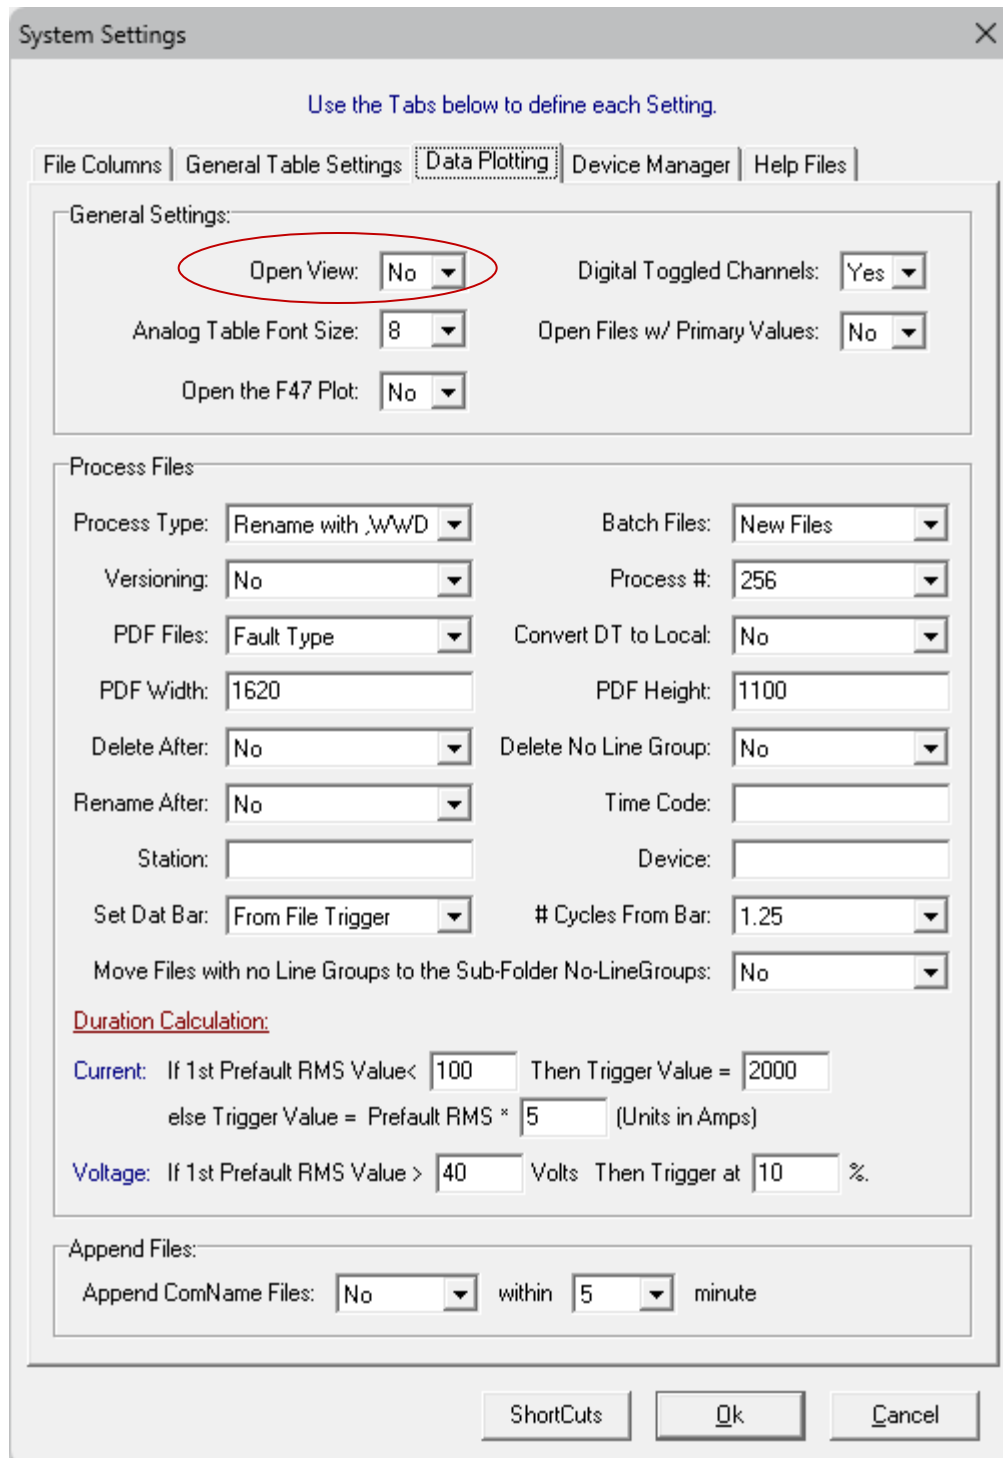 System Settings
Use the Tabs below to define each Setting.
File Columns General Table Settings Data Plotting Device Manager Help Files
General Settings:
Open View: No Digital Toggled Channels: Yes
Analog Table Font Size: 8 Open Files w/ Primary Values: No
Open the F47 Plot: No
Process Files
Process Type: Rename with ,WWD Batch Files: New Files
Versioning: No Process #: 256
PDF Files: Fault Type Convert DT to Local: No
PDF Width: 1620 PDF Height: 1100
Delete After: No Delete No Line Group: No
Rename After: No Time Code:
Station: Device:
Set Dat Bar: From File Trigger # Cycles From Bar: 1.25
Move Files with no Line Groups to the Sub-Folder No-LineGroups: No
Duration Calculation:
Current: If 1st Prefault RMS Value< 100 Then Trigger Value = 2000
else Trigger Value = Prefault RMS * 5 (Units in Amps)
Voltage: If 1st Prefault RMS Value > 40 Volts Then Trigger at 10 %.
Append Files:
Append ComName Files: No within 5 minute
ShortCuts Ok Cancel